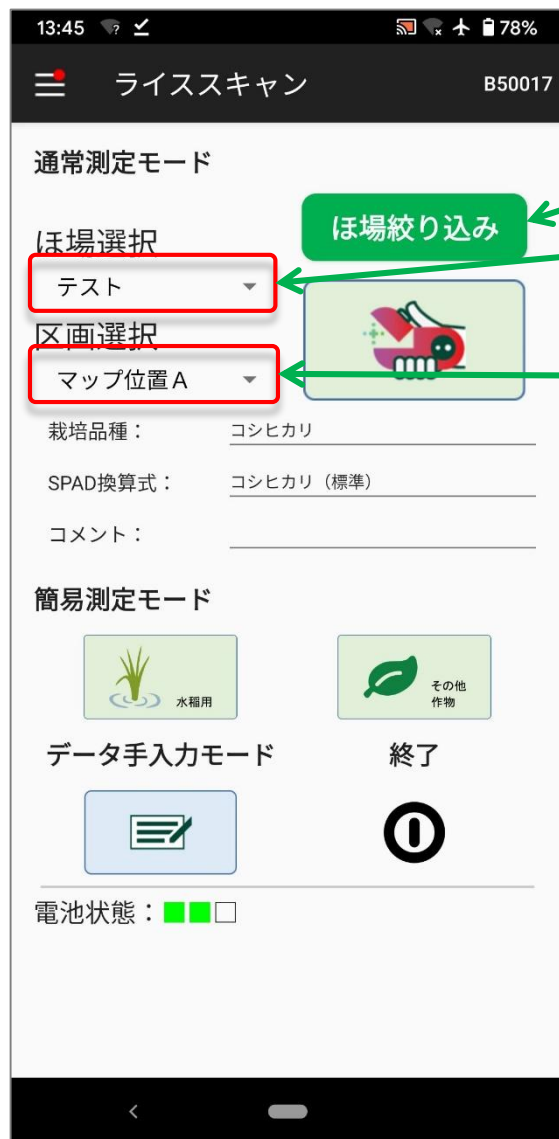 13:45 78%
ライススキャン B50017
通常測定モード
ほ場絞り込み
ほ場選択
テスト
区画選択
マップ位置A
栽培品種： コシヒカリ
SPAD換算式： コシヒカリ（標準）
コメント：
簡易測定モード
水稲用
その他
作物
データ手入力モード 終了
電池状態：